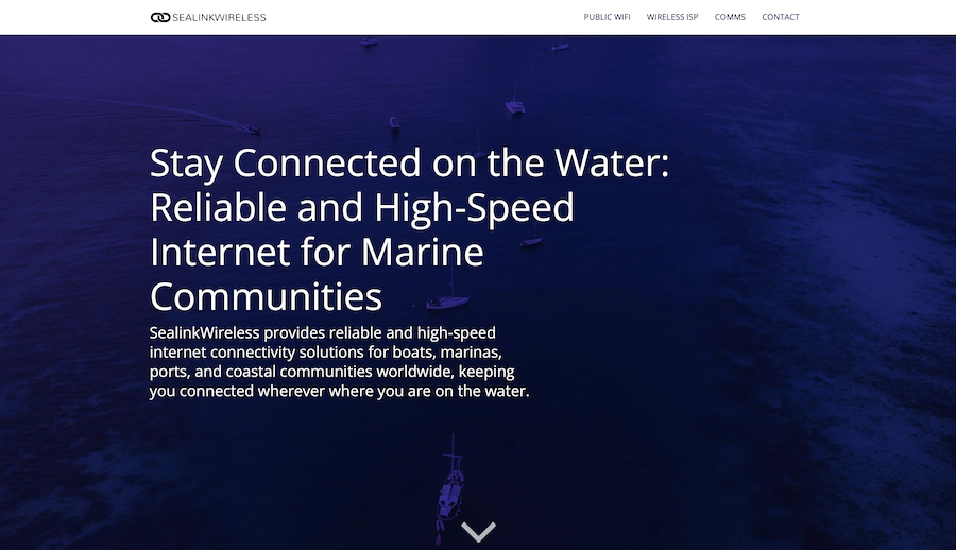 SEALINKWIRELESS
PUBLIC WIFI WIRELESS ISP COMMS CONTACT
Stay Connected on the Water:
Reliable and High-Speed
Internet for Marine
Communities
SealinkWireless provides reliable and high-speed
internet connectivity solutions for boats, marinas,
ports, and coastal communities worldwide, keeping
you connected wherever where you are on the water.